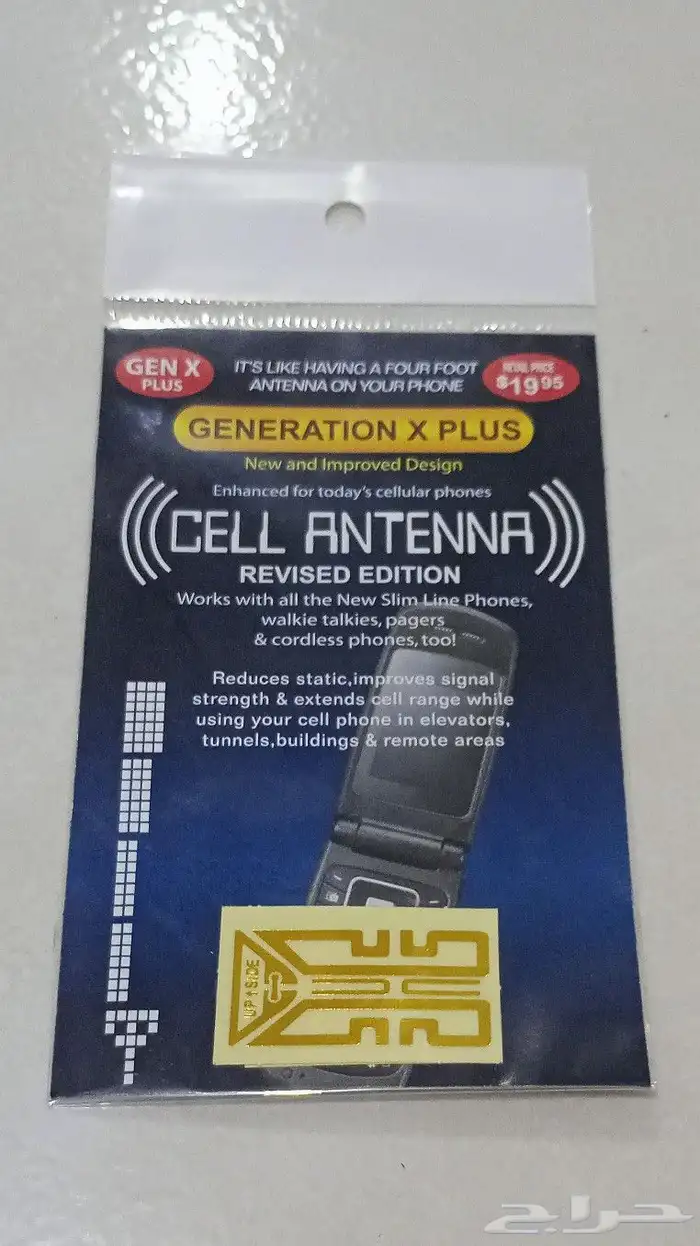 GEN X
PLUS
IT'S LIKE HAVING A FOUR FOOT
ANTENNA ON YOUR PHONE
RETAIL PRICE
$19.95
GENERATION X PLUS
New and Improved Design
Enhanced for today's cellular phones
CELL ANTENNA
REVISED EDITION
Works with all the New Slim Line Phones,
walkie talkies, pagers
& cordless phones, too!
Reduces static,improves signal
strength & extends cell range while
using your cell phone in elevators,
tunnels,buildings & remote areas
UP↑SIDE
حراج